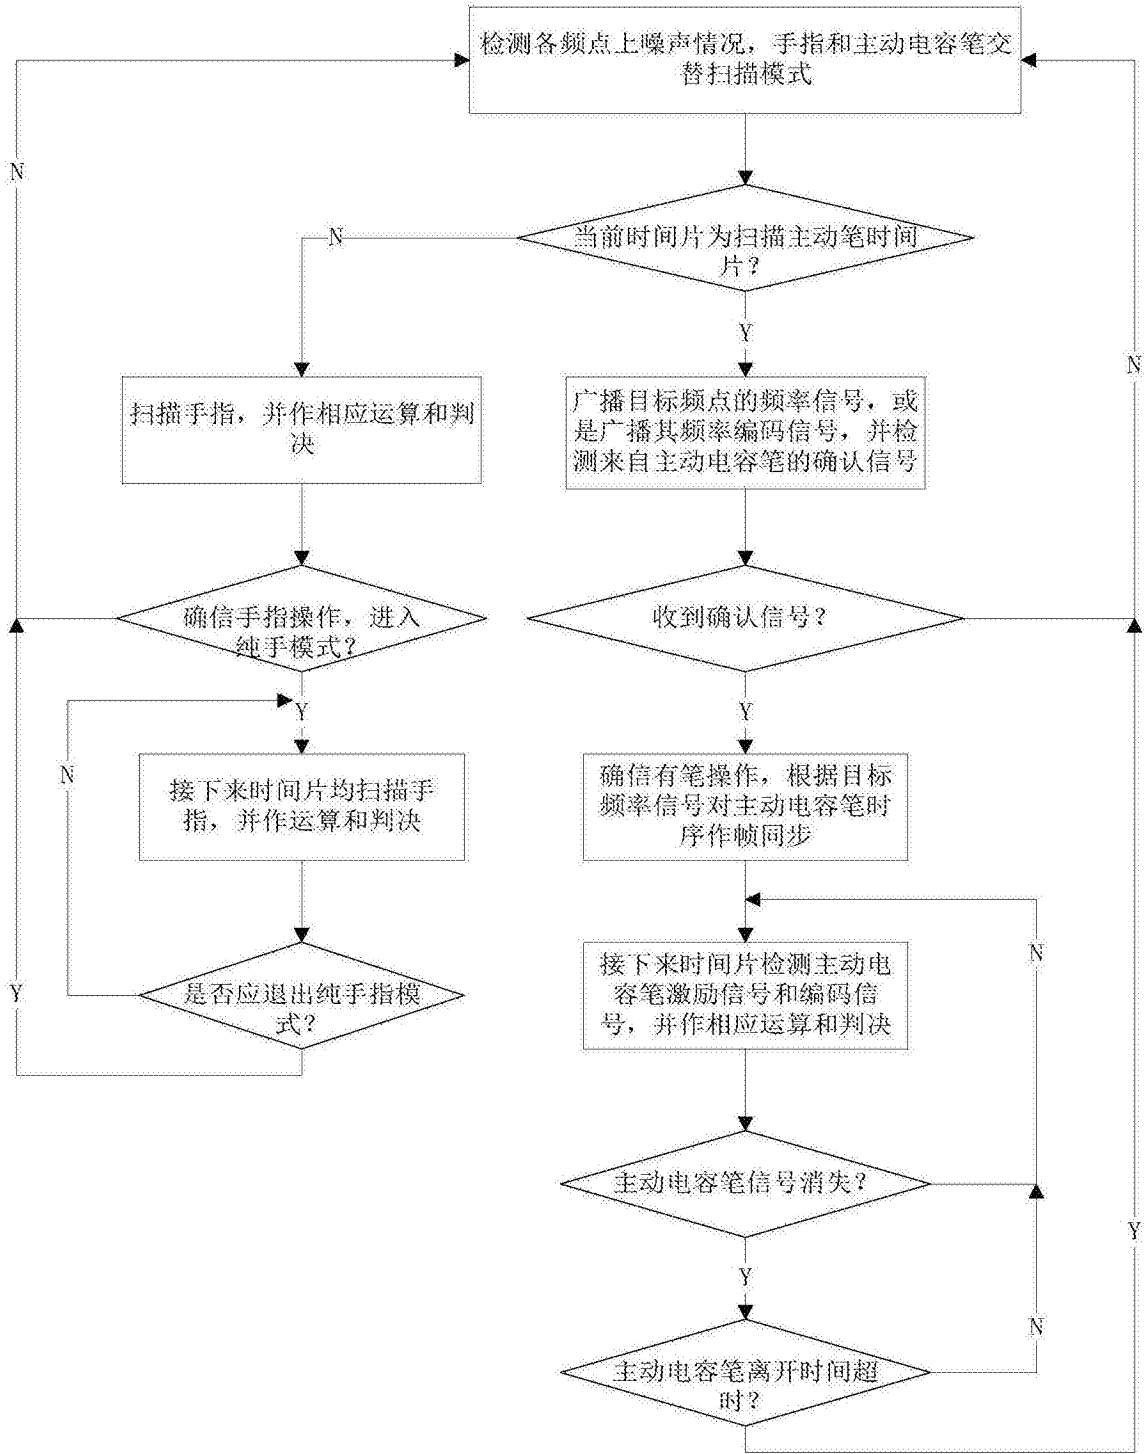 检测各频点上噪声情况，手指和主动电容笔交
替扫描模式
N
当前时间片为扫描主动笔时间
片？
N
Y
N
扫描手指，并作相应运算和判
决
广播目标频点的频率信号，或
是广播其频率编码信号，并检
测来自主动电容笔的确认信号
确信手指操作，进入
纯手模式？
收到确认信号？
Y
Y
N
接下来时间片均扫描手
指，并作运算和判决
确信有笔操作，根据目标
频率信号对主动电容笔时
序作帧同步
N
接下来时间片检测主动电
容笔激励信号和编码信
号，并作相应运算和判决
Y
是否应退出纯手指模
式？
主动电容笔信号消失？
Y
Y
N
主动电容笔离开时间超
时？